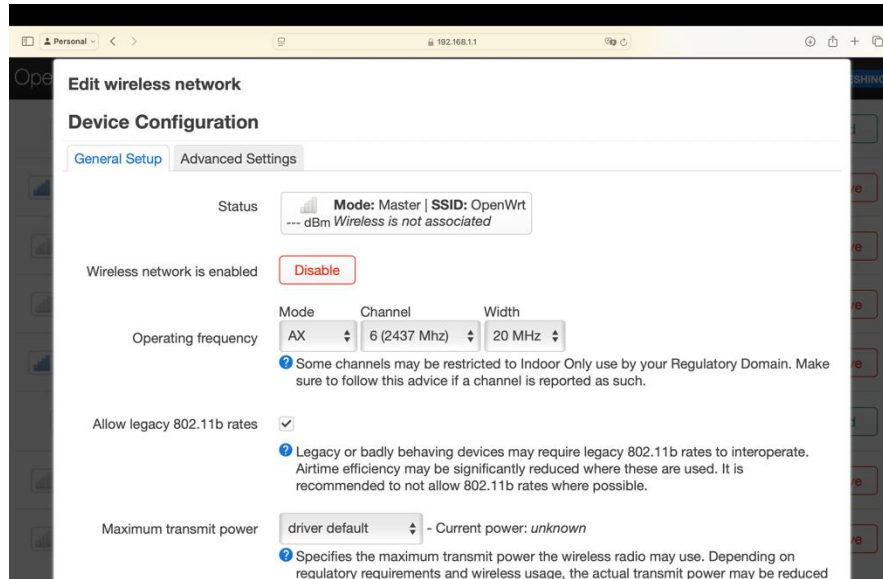 Personal
192.168.1.1
Ope
SHING
Edit wireless network
Device Configuration
General Setup Advanced Settings
Status
Mode: Master | SSID: OpenWrt
--- dBm Wireless is not associated
Wireless network is enabled
Disable
Mode Channel Width
Operating frequency AX 6 (2437 Mhz) 20 MHz
Some channels may be restricted to Indoor Only use by your Regulatory Domain. Make
sure to follow this advice if a channel is reported as such.
Allow legacy 802.11b rates
Legacy or badly behaving devices may require legacy 802.11b rates to interoperate.
Airtime efficiency may be significantly reduced where these are used. It is
recommended to not allow 802.11b rates where possible.
Maximum transmit power driver default - Current power: unknown
Specifies the maximum transmit power the wireless radio may use. Depending on
regulatory requirements and wireless usage, the actual transmit power may be reduced